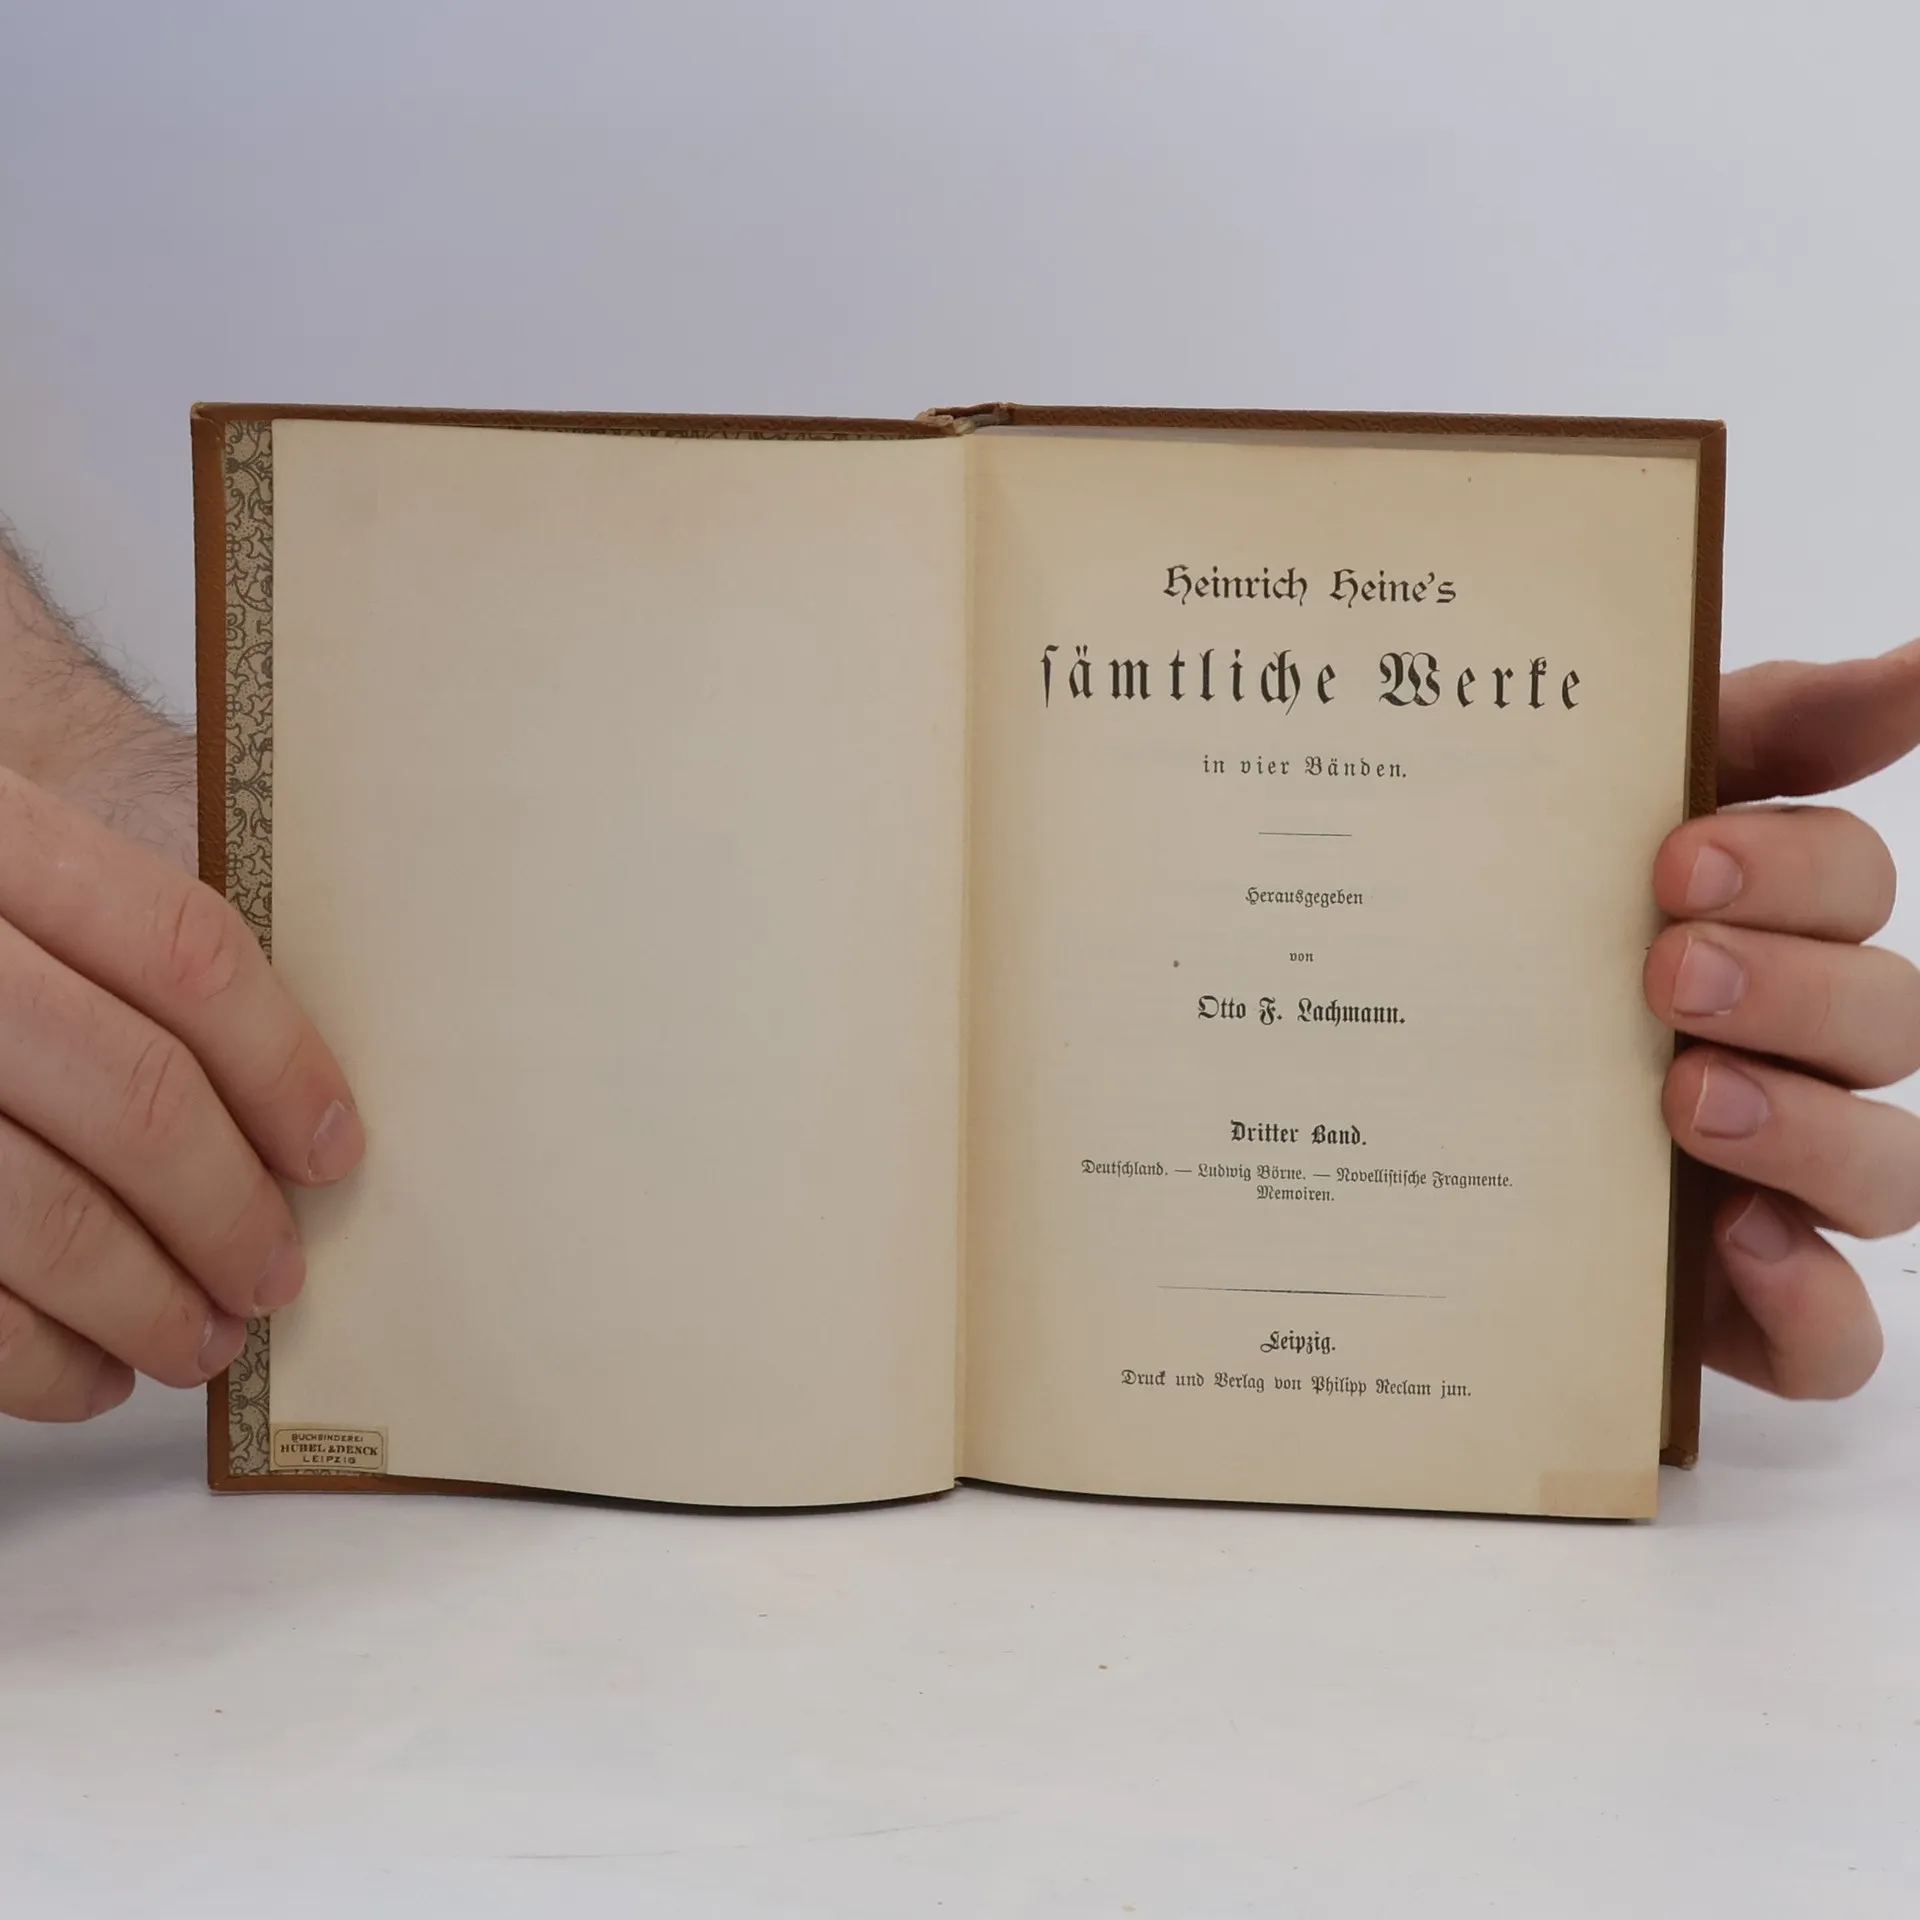 BUCHBINDEREI
HÜBEL & DENCK
LEIPZIG
Heinrich Heine's
ſämtliche Werke
in vier Bänden.
Herausgegeben
von
Otto F. Lachmann.
Dritter Band.
Deutſchland. — Ludwig Börne. — Novelliſtiſche Fragmente.
Memoiren.
Leipzig.
Druck und Verlag von Philipp Reclam jun.